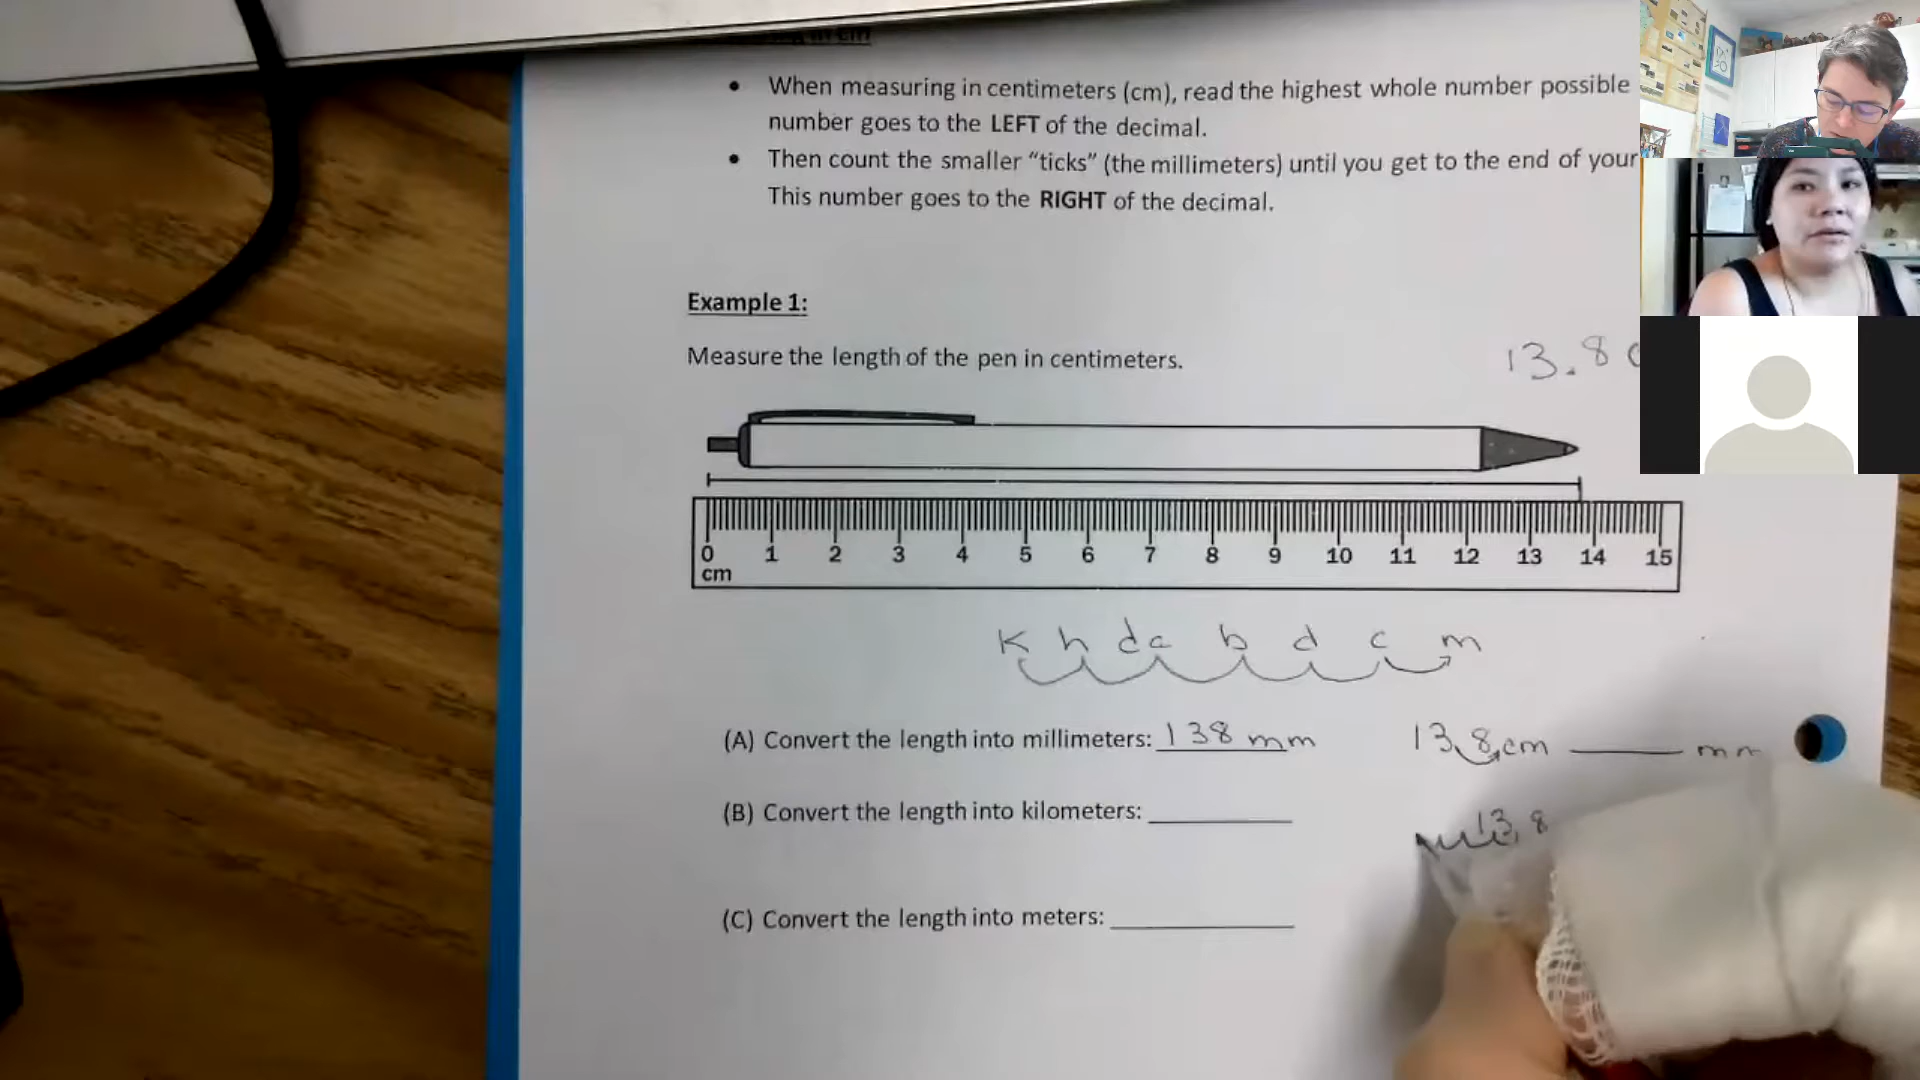 When measuring in centimeters (cm), read the highest whole number possible
number goes to the LEFT of the decimal.
Then count the smaller “ticks” (the millimeters) until you get to the end of your
This number goes to the RIGHT of the decimal.
Example 1:
Measure the length of the pen in centimeters.
13.8 c
0 1 2 3 4 5 6 7 8 9 10 11 12 13 14 15
cm
K h da b d c m
(A) Convert the length into millimeters: 138 mm
13.8.cm ____ mm
(B) Convert the length into kilometers: ____
13.8
(C) Convert the length into meters: ____